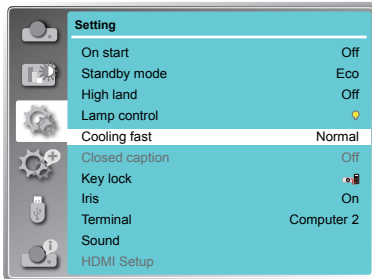 Setting
On start Off
Standby mode Eco
High land Off
Lamp control
Cooling fast Normal
Closed caption Off
Key lock
Iris On
Terminal Computer 2
Sound
HDMI Setup